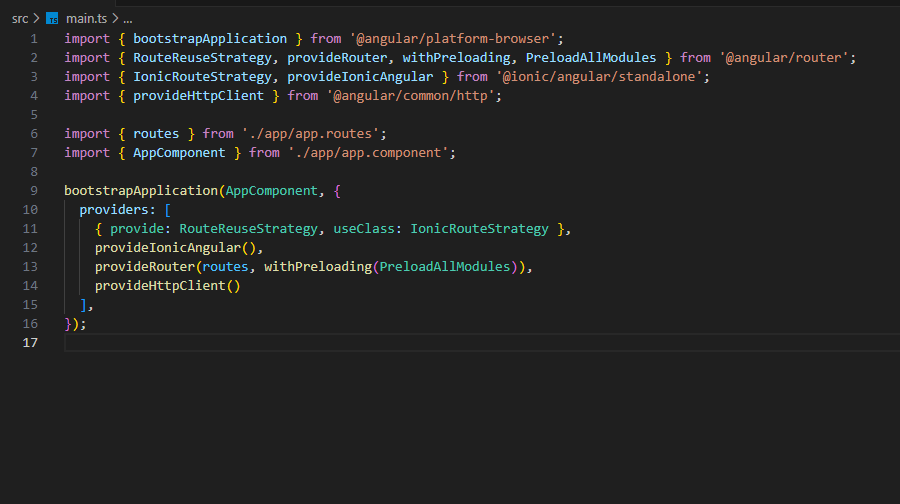 src > TS main.ts > ...
1 import { bootstrapApplication } from '@angular/platform-browser';
2 import { RouteReuseStrategy, provideRouter, withPreloading, PreloadAllModules } from '@angular/router';
3 import { IonicRouteStrategy, provideIonicAngular } from '@ionic/angular/standalone';
4 import { provideHttpClient } from '@angular/common/http';
5
6 import { routes } from './app/app.routes';
7 import { AppComponent } from './app/app.component';
8
9 bootstrapApplication(AppComponent, {
10   providers: [
11     { provide: RouteReuseStrategy, useClass: IonicRouteStrategy },
12     provideIonicAngular(),
13     provideRouter(routes, withPreloading(PreloadAllModules)),
14     provideHttpClient()
15   ],
16 });
17